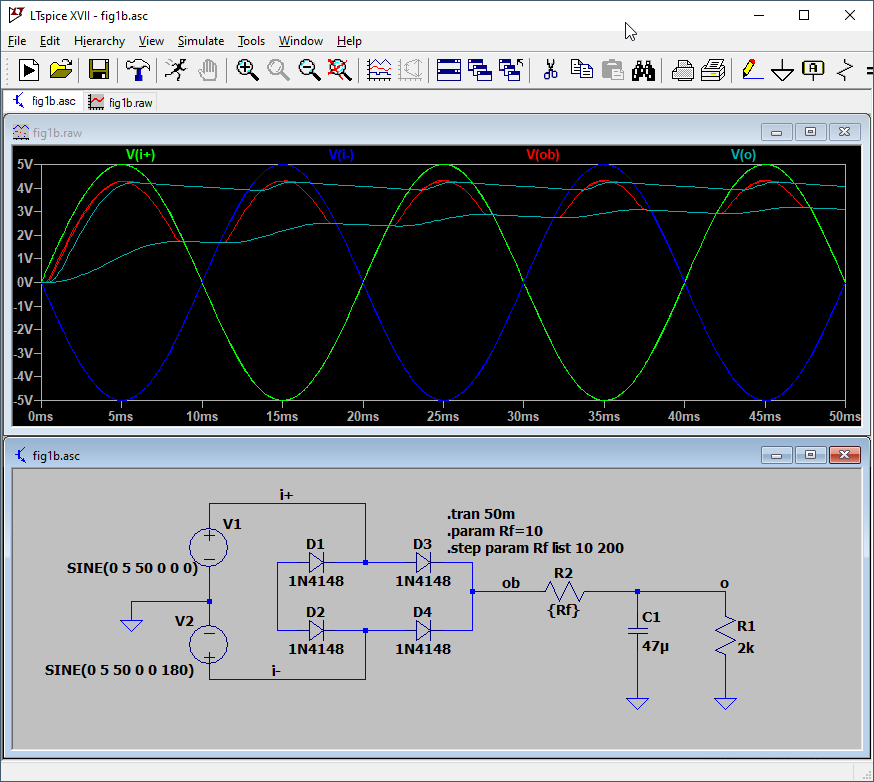 LTspice XVII - fig1b.asc
File Edit Hierarchy View Simulate Tools Window Help
fig1b.asc fig1b.raw
fig1b.raw
V(i+) V(i-) V(ob) V(o)
5V
4V
3V
2V
1V
0V
-1V
-2V
-3V
-4V
-5V
0ms 5ms 10ms 15ms 20ms 25ms 30ms 35ms 40ms 45ms 50ms
fig1b.asc
i+
.tran 50m
V1
.param Rf=10
D1 D3 .step param Rf list 10 200
SINE(0 5 50 0 0 0)
R2
1N4148 1N4148 ob o
{Rf}
V2 D2 D4 C1
R1
1N4148 1N4148 47μ 2k
SINE(0 5 50 0 0 180) i-